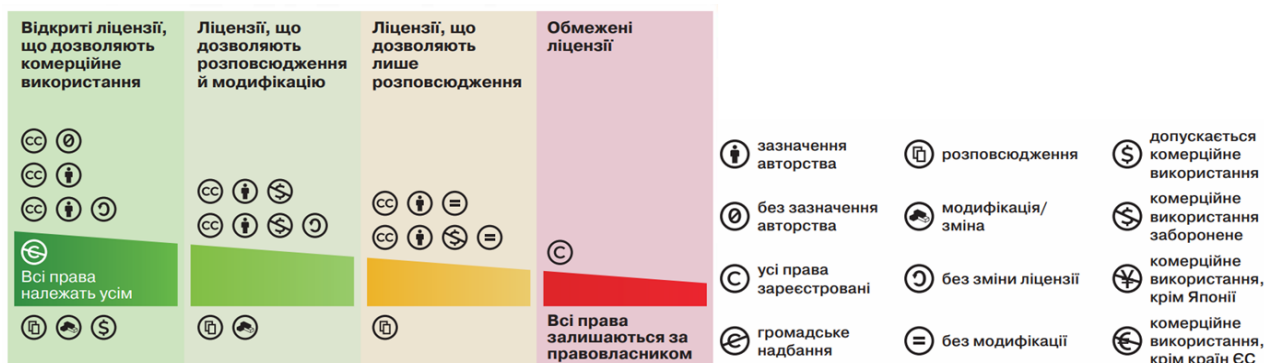 Відкриті ліцензії,
що дозволяють
комерційне
використання
Ліцензії, що
дозволяють
розповсюдження
й модифікацію
Ліцензії, що
дозволяють
лише
розповсюдження
Обмежені
ліцензії
Всі права
належать усім
Всі права
залишаються за
правовласником
зазначення
авторства
без зазначення
авторства
усі права
зареєстровані
громадське
надбання
розповсюдження
модифікація/
зміна
без зміни ліцензії
без модифікації
допускається
комерційне
використання
комерційне
використання
заборонене
комерційне
використання,
крім Японії
комерційне
використання,
крім країн ЄС